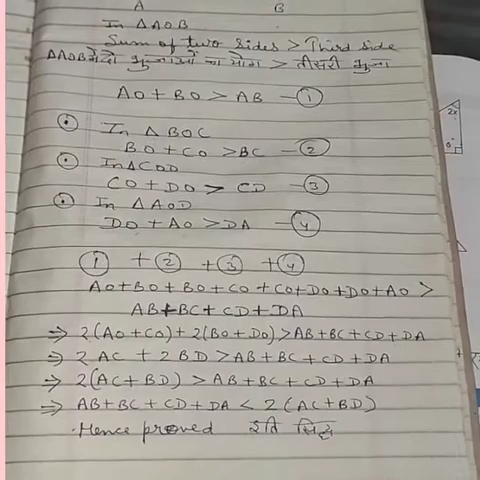 A B
In ΔAOB
Sum of two sides > Third side
ΔAOB में दो भुजाओं का योग > तीसरी भुजा
AO + BO > AB — ①
In ΔBOC
BO + CO > BC — ②
In ΔCOD
CO + DO > CD — ③
In ΔAOD
DO + AO > DA — ④
① + ② + ③ + ④
AO+BO+BO+CO+CO+DO+DO+AO >
AB+BC+CD+DA
⇒ 2(AO+CO)+2(BO+DO)>AB+BC+CD+DA
⇒ 2AC + 2BD > AB+BC+CD+DA
⇒ 2(AC+BD) > AB+BC+CD+DA
⇒ AB+BC+CD+DA < 2(AC+BD)
Hence proved इति सिद्धं
2x